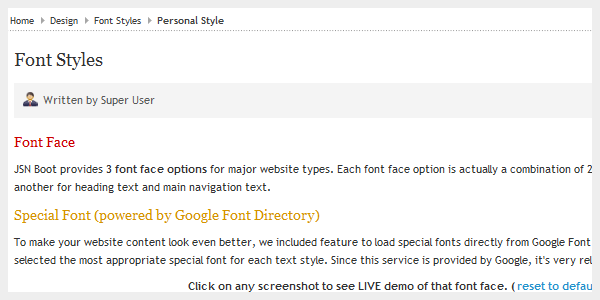 Home Design Font Styles Personal Style
Font Styles
Written by Super User
Font Face
JSN Boot provides 3 font face options for major website types. Each font face option is actually a combination of 2
another for heading text and main navigation text.
Special Font (powered by Google Font Directory)
To make your website content look even better, we included feature to load special fonts directly from Google Font
selected the most appropriate special font for each text style. Since this service is provided by Google, it's very
Click on any screenshot to see LIVE demo of that font face. (reset to